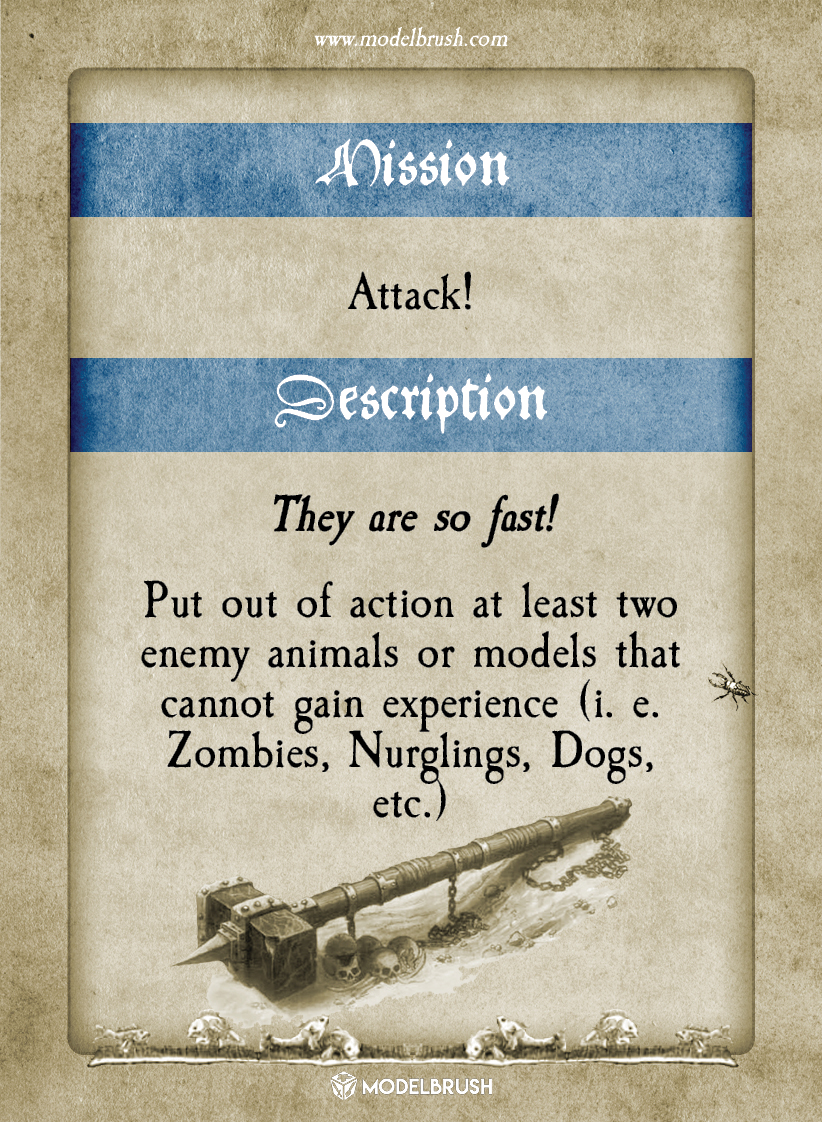 www.modelbrush.com
Mission
Attack!
Description
They are so fast!
Put out of action at least two
enemy animals or models that
cannot gain experience (i. e.
Zombies, Nurglings, Dogs,
etc.)
MODELBRUSH